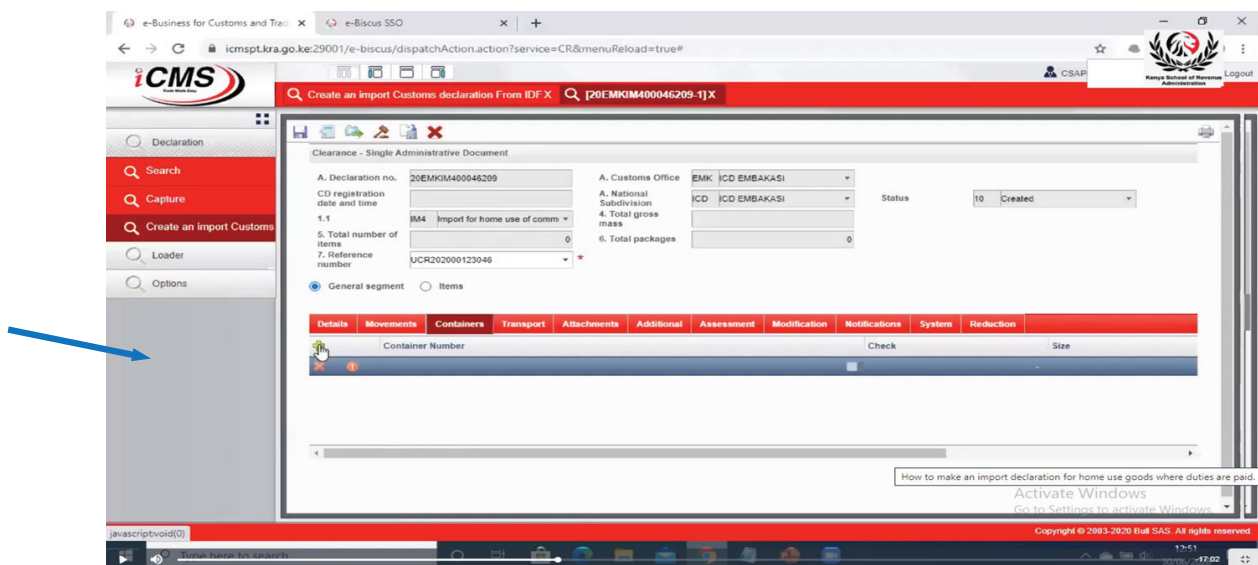 e-Business for Customs and Trad × e-Biscus SSO × +
icmspt.kra.go.ke:29001/e-biscus/dispatchAction.action?service=CR&menuReload=true#
iCMS
Trade Made Easy
CSAP
Kenya School of Revenue
Administration
Logout
Create an import Customs declaration From IDF X [20EMKIM400046209-1] X
Declaration
Search
Capture
Create an import Customs
Loader
Options
Clearance - Single Administrative Document
A. Declaration no. 20EMKIM400046209 A. Customs Office EMK ICD EMBAKASI
CD registration date and time A. National Subdivision ICD ICD EMBAKASI Status 10 Created
1.1 IM4 Import for home use of comm 4. Total gross mass
5. Total number of items 0 6. Total packages 0
7. Reference number UCR202000123046 *
General segment Items
Details Movements Containers Transport Attachments Additional Assessment Modification Notifications System Reduction
Container Number Check Size
-
How to make an import declaration for home use goods where duties are paid.
Activate Windows
Go to Settings to activate Windows.
javascript:void(0)
Copyright © 2003-2020 Bull SAS. All rights reserved.
Type here to search
12:51
-17:02